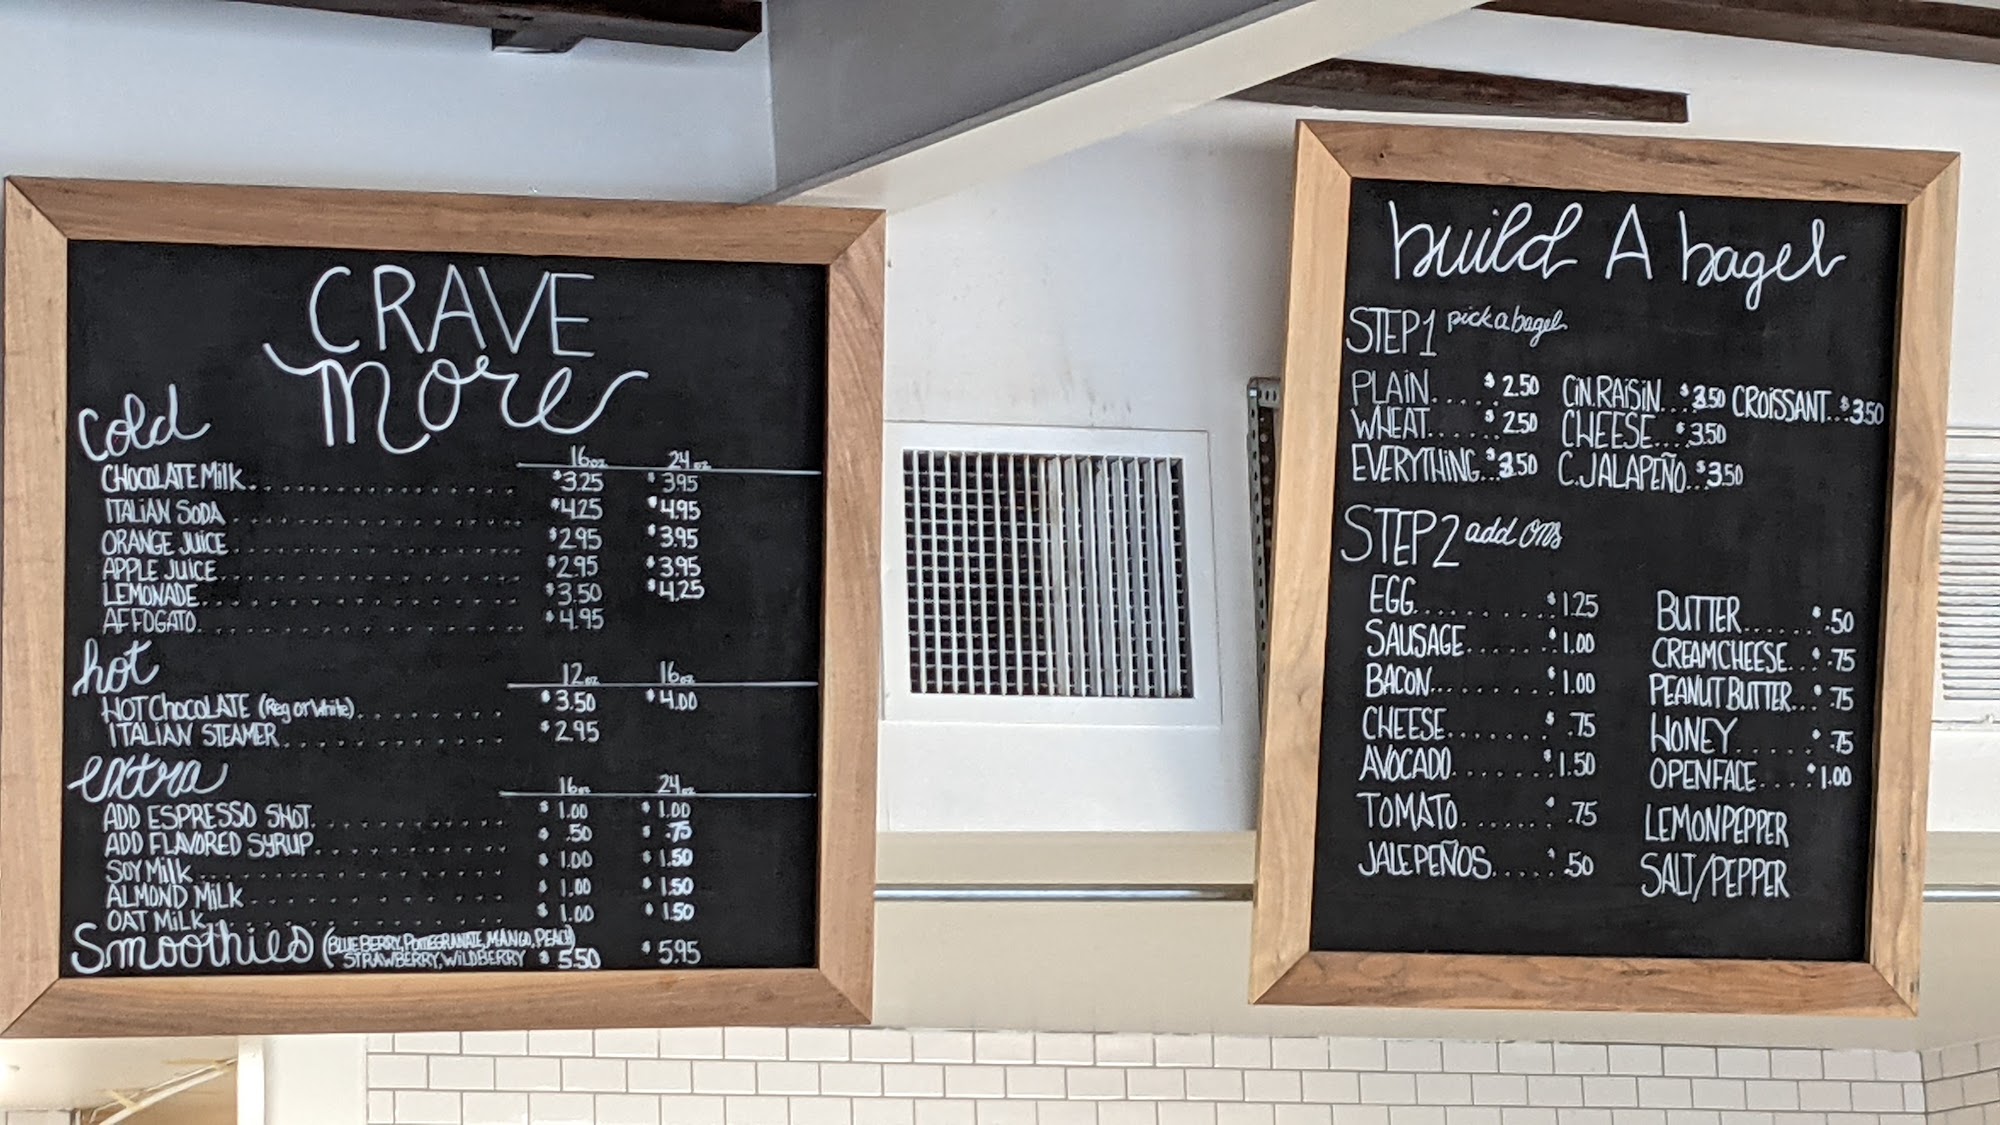 CRAVE
more
cold
16oz 24oz
CHOCOLATE MilK.................... $3.25 $3.95
ITALIAN SODA.................... $4.25 $4.95
ORANGE JUICE.................... $2.95 $3.95
APPLE JUICE.................... $2.95 $3.95
LEMONADE.................... $3.50 $4.25
AFFOGATO.................... $4.95
hot
12oz 16oz
HOT CHOCOLATE (Reg or White)........... $3.50 $4.00
ITALIAN STEAMER.............. $2.95
extra
16oz 24oz
ADD ESPRESSO SHOT............ $1.00 $1.00
ADD FLAVORED SYRUP............ $.50 $.75
SOY MilK.................. $1.00 $1.50
ALMOND MilK.............. $1.00 $1.50
OAT MilK................ $1.00 $1.50
Smoothies (BLUEBERRY, POMEGRANATE, MANGO, PEACH)
STRAWBERRY, WILDBERRY $5.50 $5.95
build A bagel
STEP 1 pick a bagel
PLAIN..... $2.50 CIN.RAISIN... $3.50 CROISSANT...$3.50
WHEAT...... $2.50 CHEESE... $3.50
EVERYTHING...$3.50 C.JALAPEÑO...$3.50
STEP 2 add ons
EGG.......... $1.25 BUTTER...... $.50
SAUSAGE...... $1.00 CREAMCHEESE... $.75
BACON........ $1.00 PEANUT BUTTER... $.75
CHEESE....... $.75 HONEY..... $.75
AVOCADO....... $1.50 OPENFACE.... $1.00
TOMATO....... $.75 LEMONPEPPER
JALEPEÑOS..... $.50 SALT/PEPPER